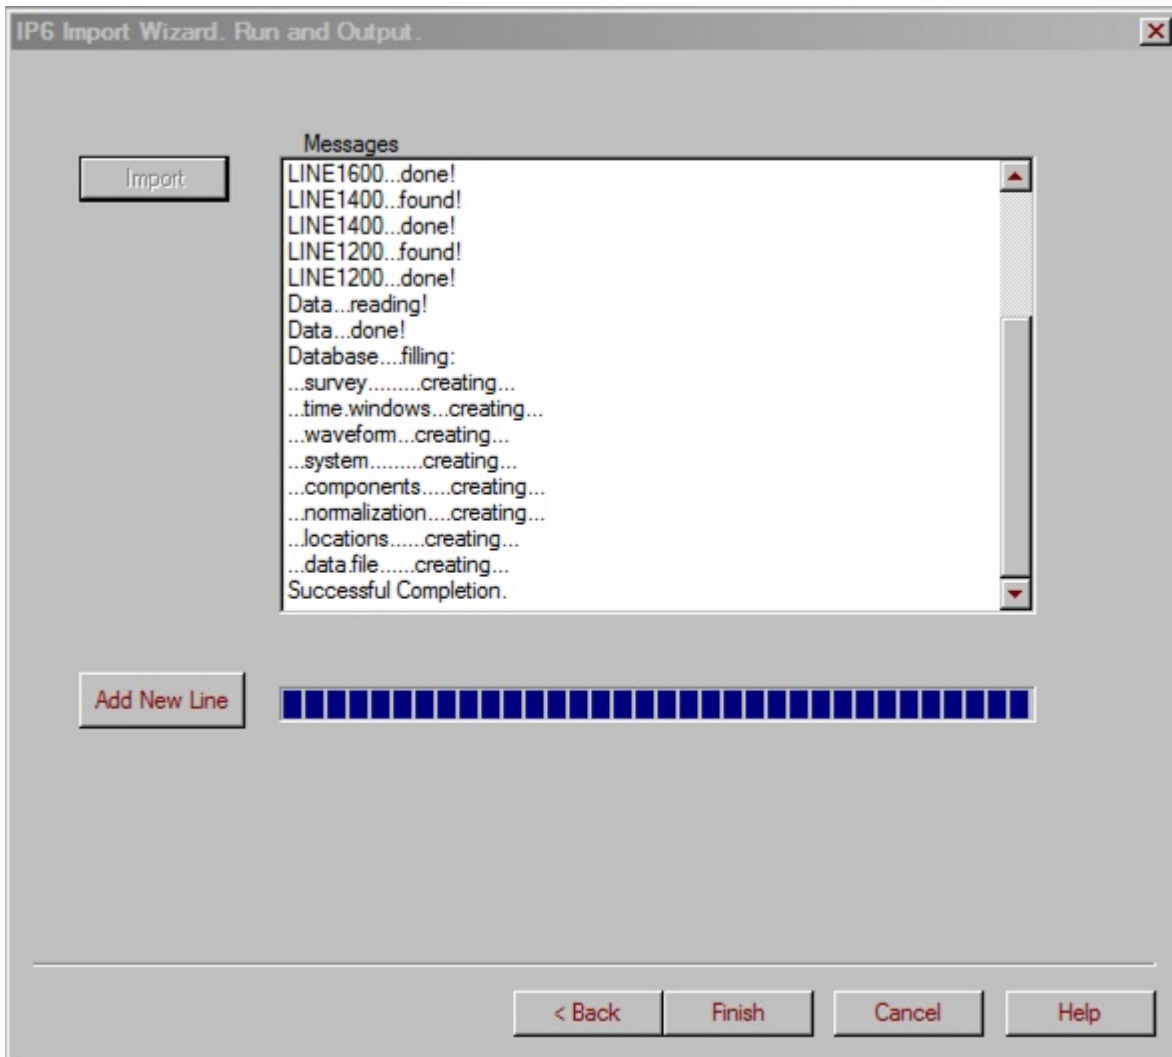 IP6 Import Wizard. Run and Output.
Messages
Import
LINE1600...done!
LINE1400...found!
LINE1400...done!
LINE1200...found!
LINE1200...done!
Data...reading!
Data...done!
Database....filling:
...survey.........creating...
...time.windows...creating...
...waveform...creating...
...system.........creating...
...components.....creating...
...normalization....creating...
...locations......creating...
...data.file......creating...
Successful Completion.
Add New Line
< Back
Finish
Cancel
Help